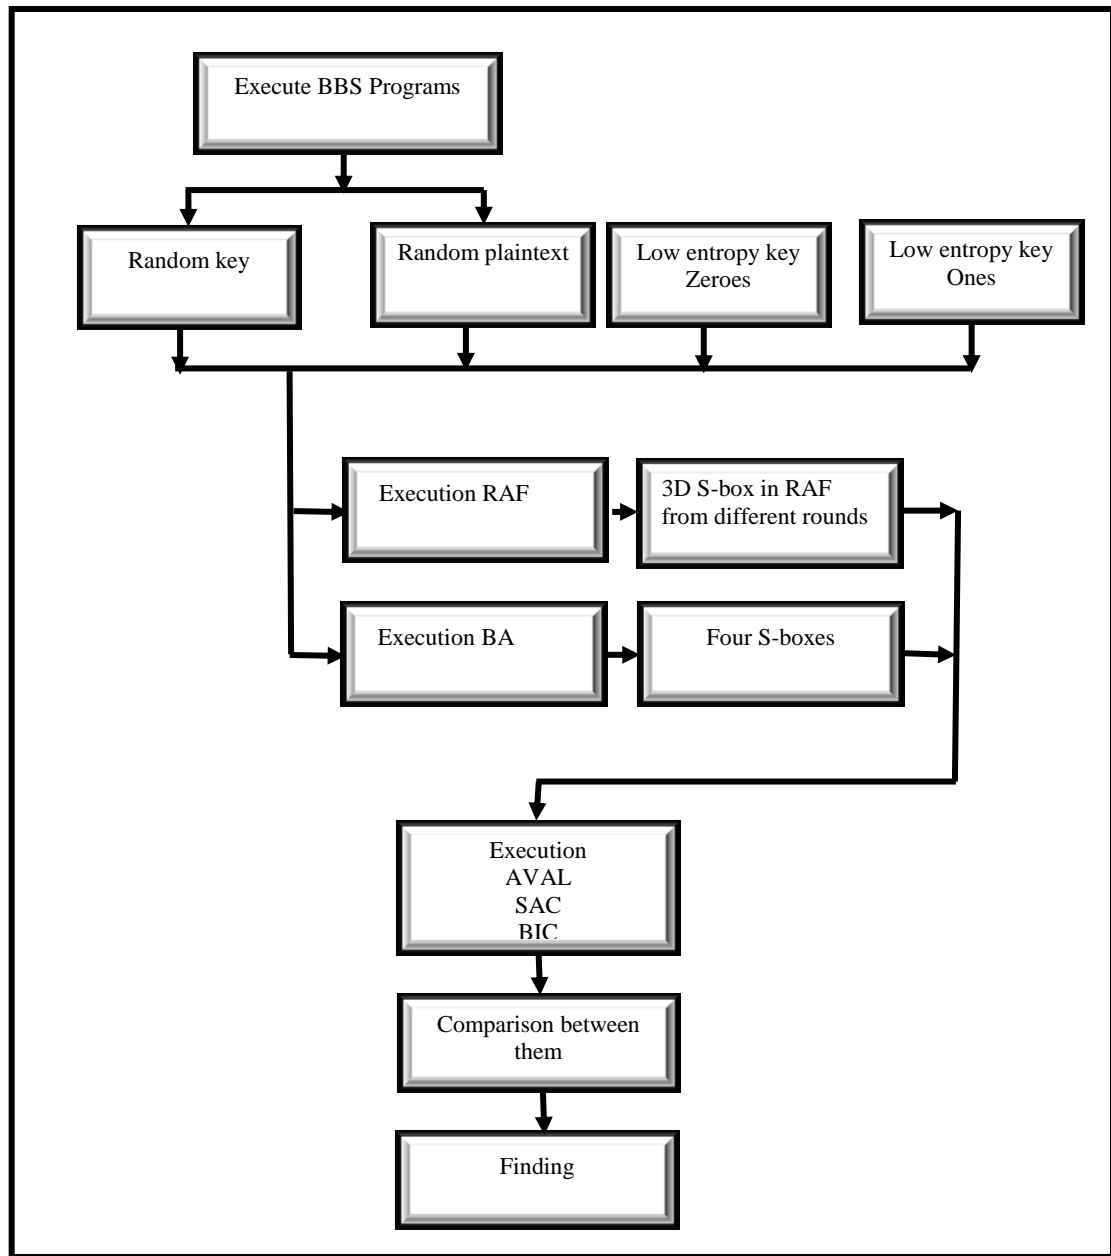 Execute BBS Programs
Random key
Random plaintext
Low entropy key
Zeroes
Low entropy key
Ones
Execution RAF
3D S-box in RAF
from different rounds
Execution BA
Four S-boxes
Execution
AVAL
SAC
BIC
Comparison between
them
Finding